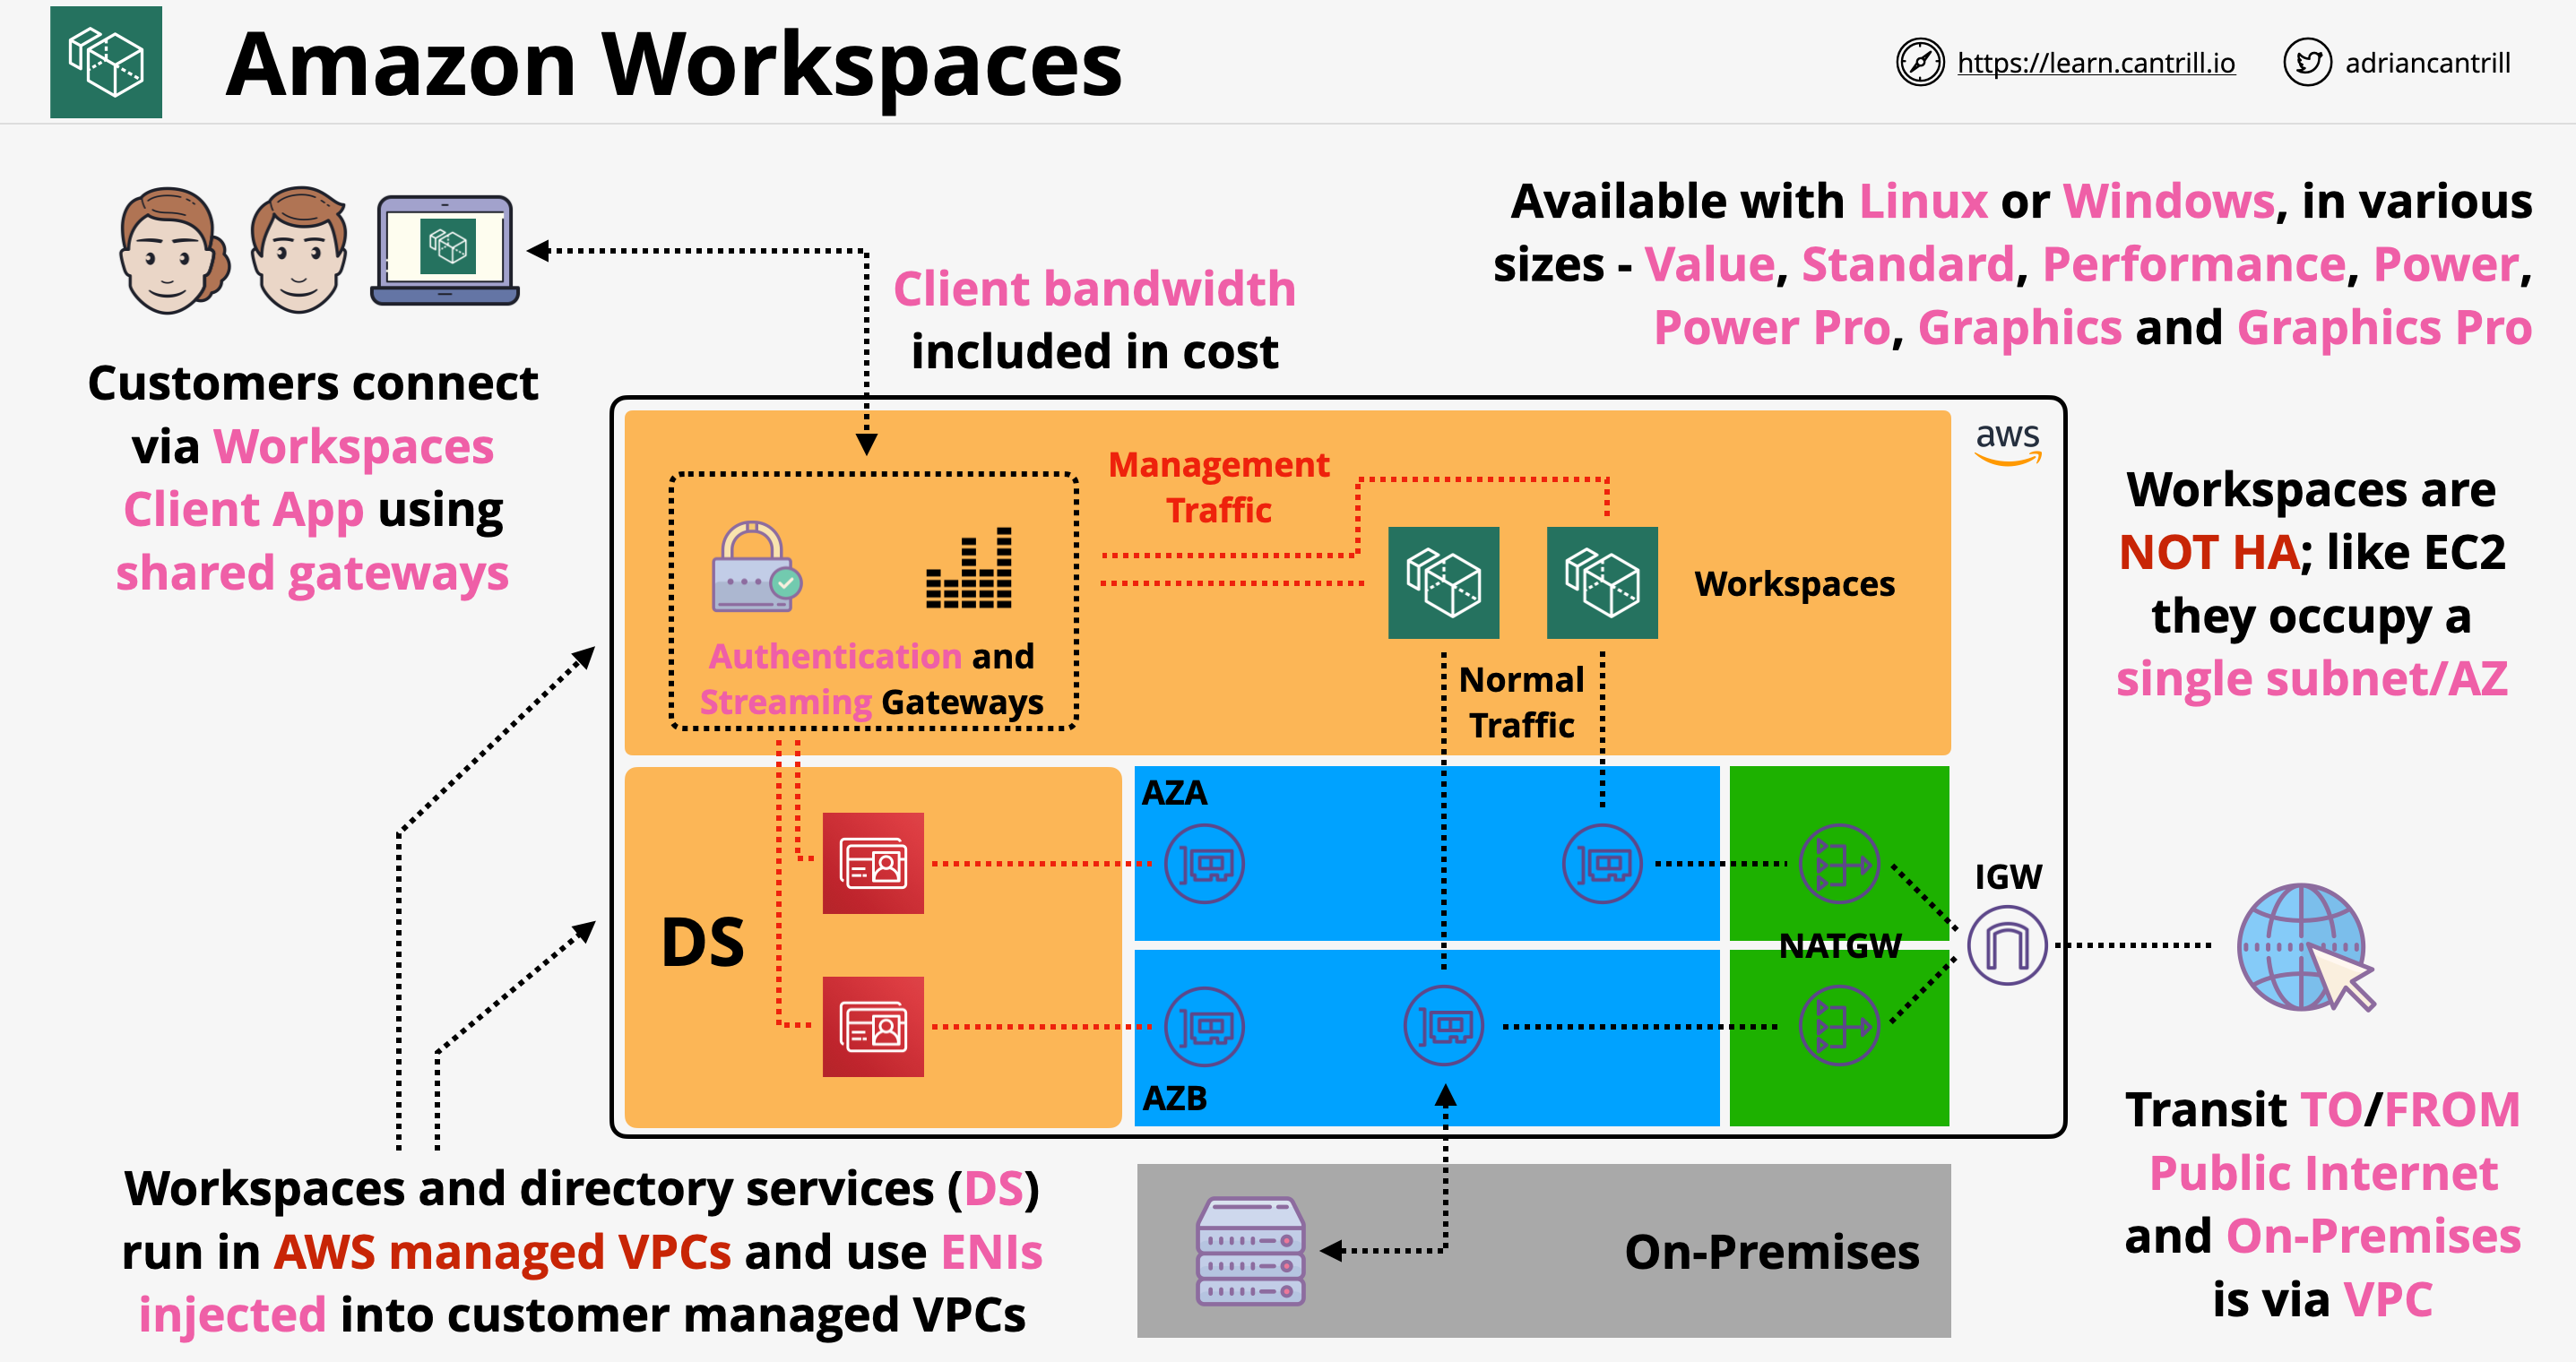 Amazon Workspaces
https://learn.cantrill.io
adriancantrill
Available with Linux or Windows, in various
sizes - Value, Standard, Performance, Power,
Power Pro, Graphics and Graphics Pro
Client bandwidth
included in cost
Customers connect
via Workspaces
Client App using
shared gateways
aws
Management
Traffic
Workspaces
Authentication and
Streaming Gateways
Normal
Traffic
Workspaces are
NOT HA; like EC2
they occupy a
single subnet/AZ
DS
AZA
AZB
NATGW
IGW
Workspaces and directory services (DS)
run in AWS managed VPCs and use ENIs
injected into customer managed VPCs
On-Premises
Transit TO/FROM
Public Internet
and On-Premises
is via VPC